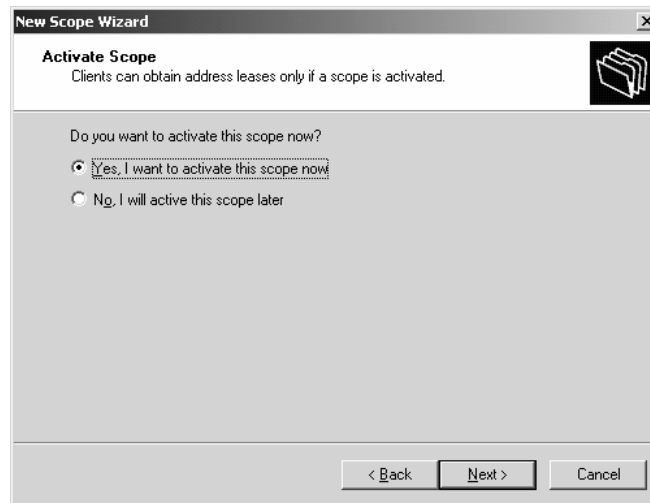 New Scope Wizard
Activate Scope
Clients can obtain address leases only if a scope is activated.
Do you want to activate this scope now?
Yes, I want to activate this scope now
No, I will active this scope later
< Back
Next >
Cancel